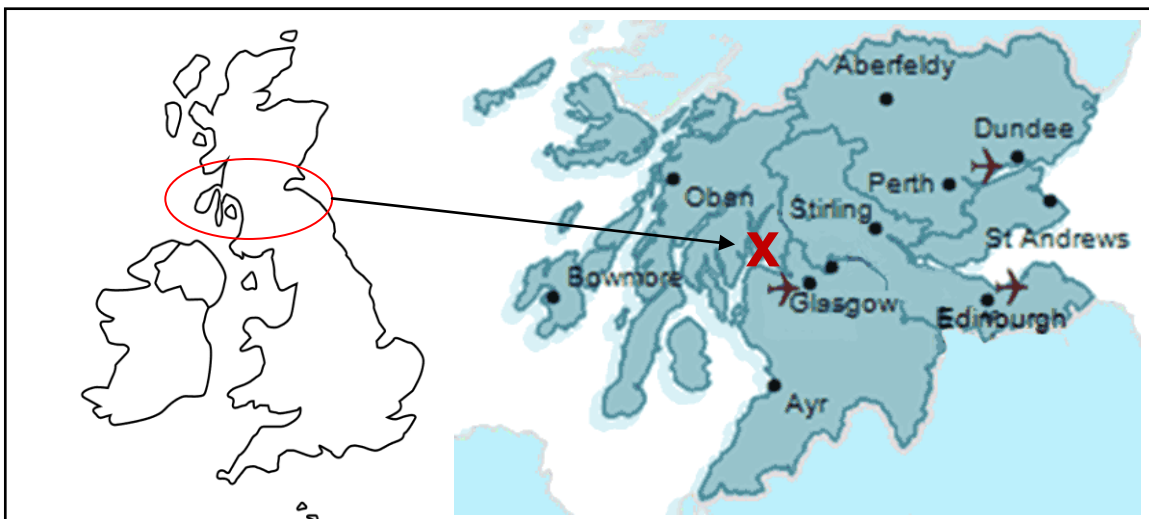 Aberfeldy
Dundee
Perth
Oban
Stirling
St Andrews
X
Bowmore
Glasgow
Edinburgh
Ayr